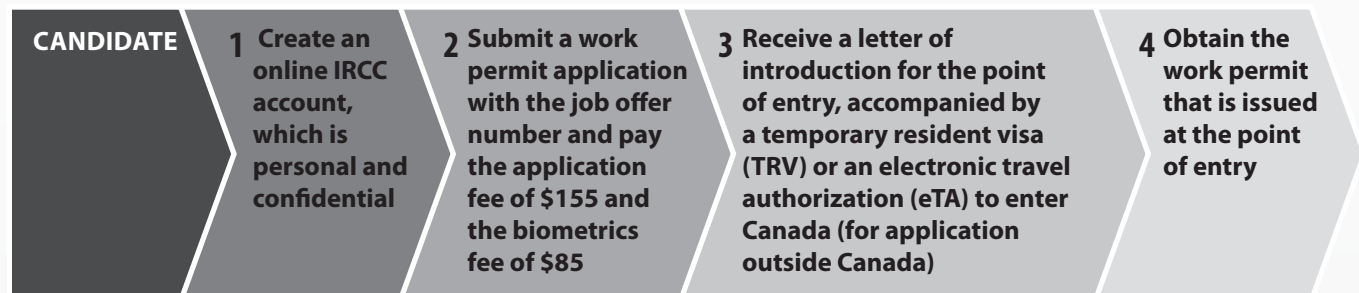 CANDIDATE
1 Create an
online IRCC
account,
which is
personal and
confidential
2 Submit a work
permit application
with the job offer
number and pay
the application
fee of $155 and
the biometrics
fee of $85
3 Receive a letter of
introduction for the point
of entry, accompanied by
a temporary resident visa
(TRV) or an electronic travel
authorization (eTA) to enter
Canada (for application
outside Canada)
4 Obtain the
work permit
that is issued
at the point
of entry